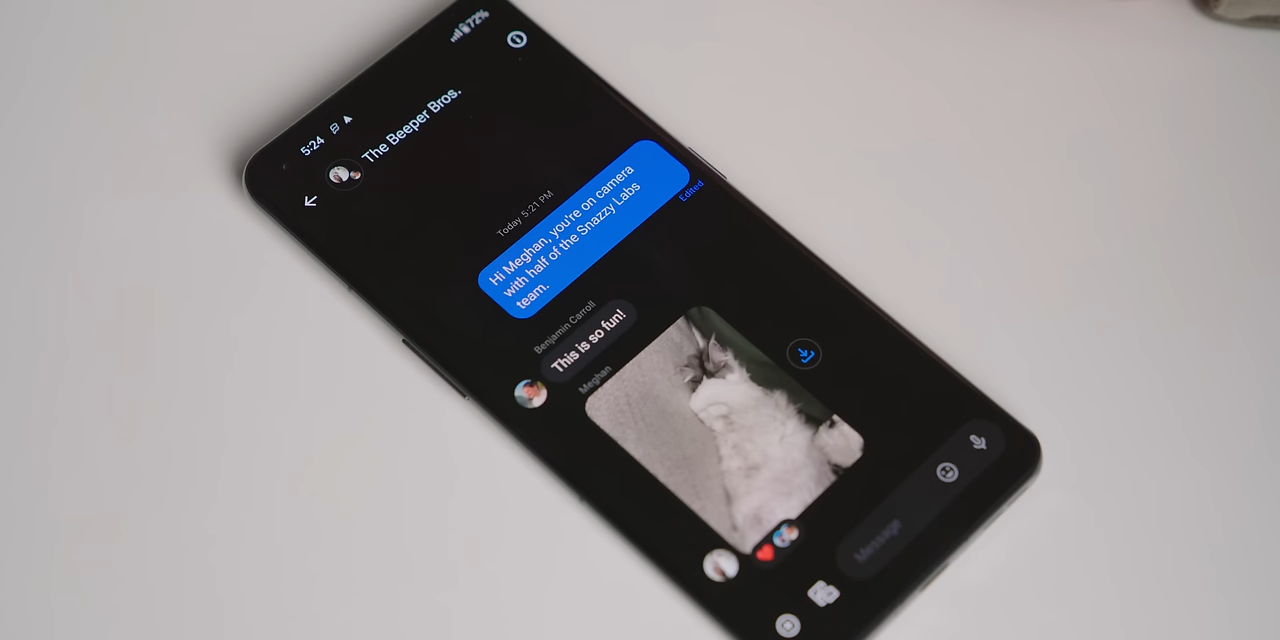 5:24
72%
The Beeper Bros.
Today 5:21 PM
Hi Meghan, you're on camera
with half of the Snazzy Labs
team.
Edited
Benjamin Carroll
This is so fun!
Meghan
Message